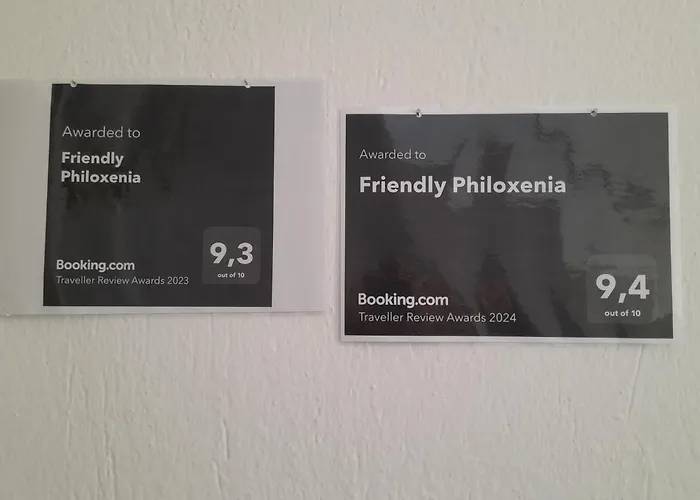 Awarded to
Friendly
Philoxenia
9,3
out of 10
Booking.com
Traveller Review Awards 2023
Awarded to
Friendly Philoxenia
9,4
out of 10
Booking.com
Traveller Review Awards 2024